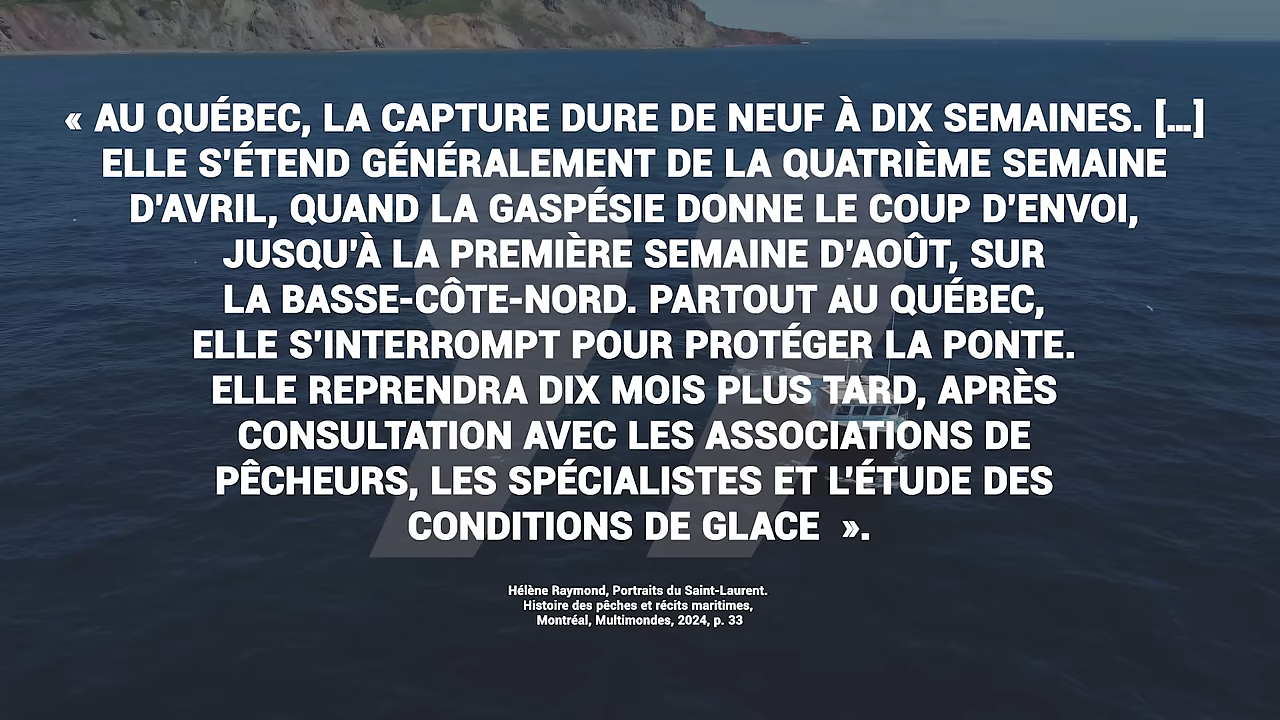 « AU QUÉBEC, LA CAPTURE DURE DE NEUF À DIX SEMAINES. [...]
ELLE S'ÉTEND GÉNÉRALEMENT DE LA QUATRIÈME SEMAINE
D'AVRIL, QUAND LA GASPÉSIE DONNE LE COUP D'ENVOI,
JUSQU'À LA PREMIÈRE SEMAINE D'AOÛT, SUR
LA BASSE-CÔTE-NORD. PARTOUT AU QUÉBEC,
ELLE S'INTERROMPT POUR PROTÉGER LA PONTE.
ELLE REPRENDRA DIX MOIS PLUS TARD, APRÈS
CONSULTATION AVEC LES ASSOCIATIONS DE
PÊCHEURS, LES SPÉCIALISTES ET L'ÉTUDE DES
CONDITIONS DE GLACE ».
Hélène Raymond, Portraits du Saint-Laurent.
Histoire des pêches et récits maritimes,
Montréal, Multimondes, 2024, p. 33